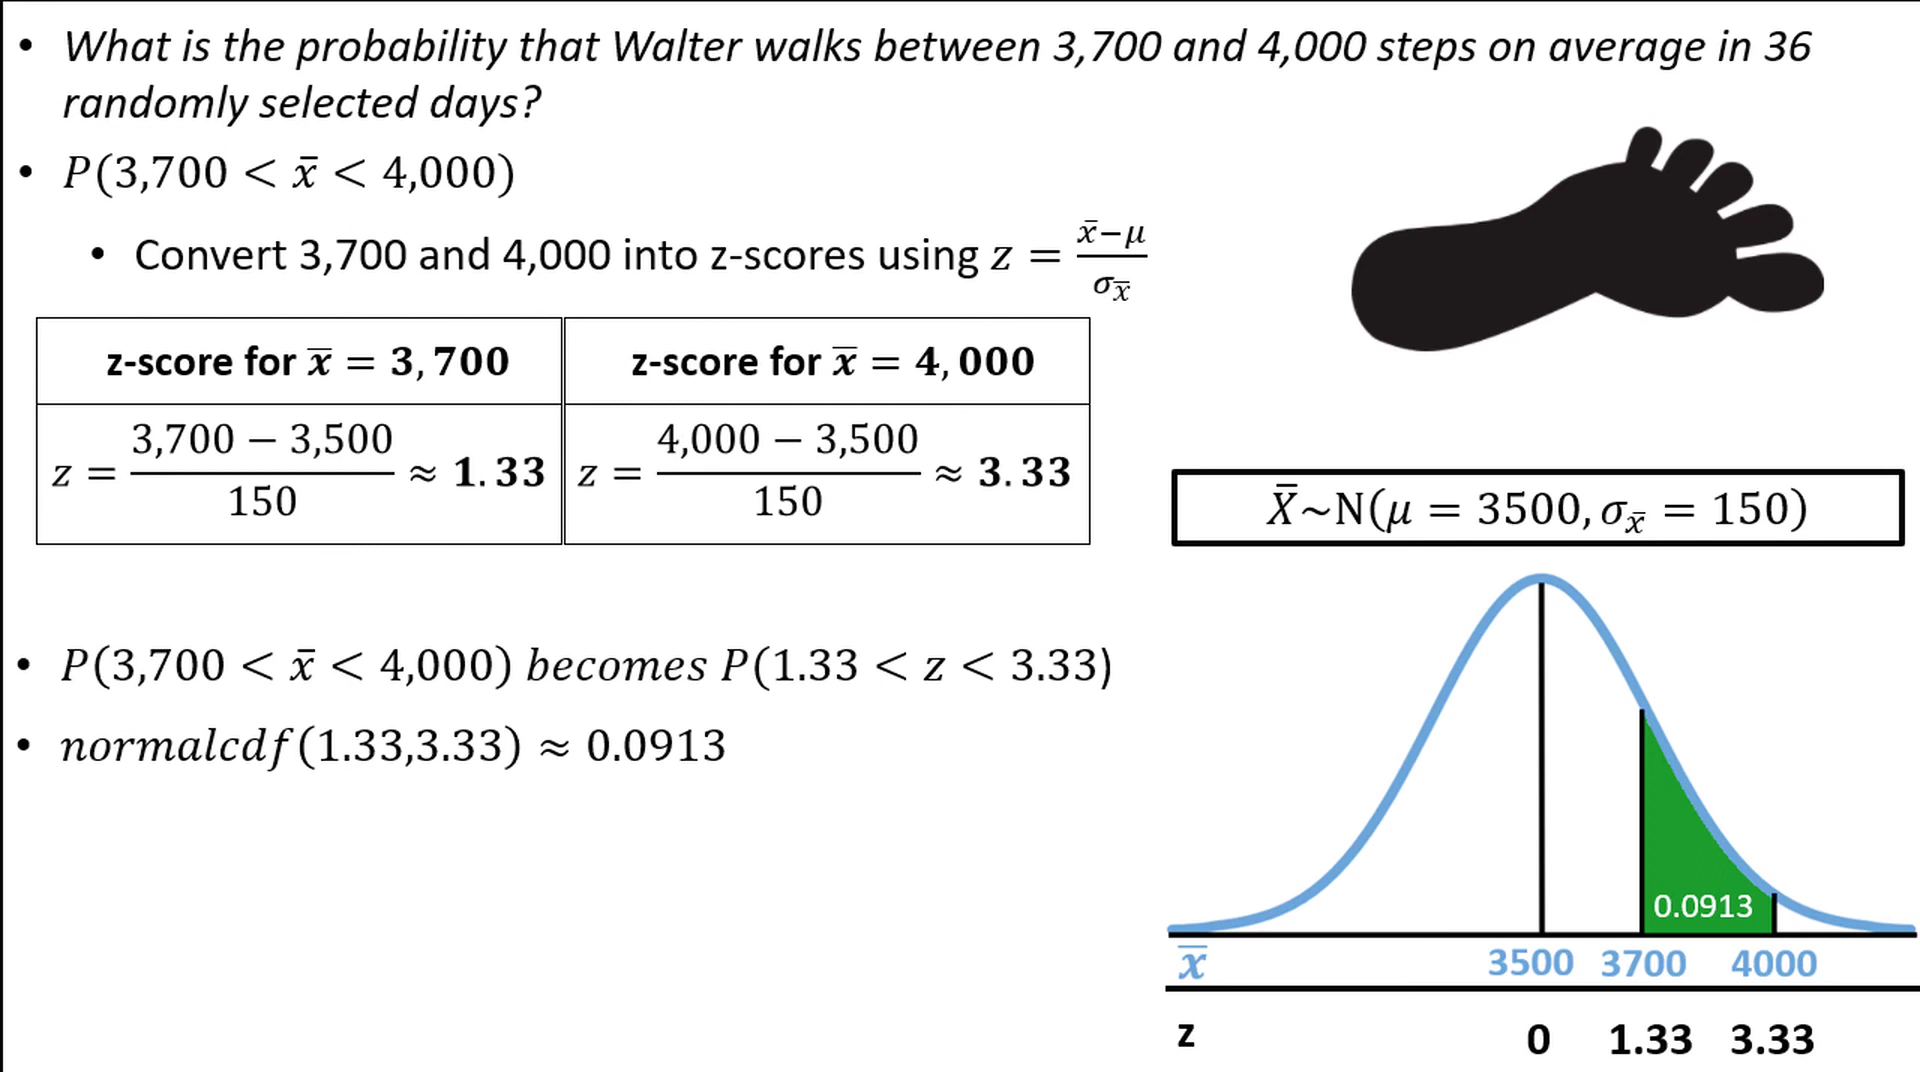 • What is the probability that Walter walks between 3,700 and 4,000 steps on average in 36
randomly selected days?
• P(3,700 < x̄ < 4,000)
• Convert 3,700 and 4,000 into z-scores using z = (x̄−μ)/σx̄
z-score for x̄ = 3,700
z-score for x̄ = 4,000
z = (3,700 − 3,500)/150 ≈ 1.33
z = (4,000 − 3,500)/150 ≈ 3.33
X̄~N(μ = 3500, σx̄ = 150)
• P(3,700 < x̄ < 4,000) becomes P(1.33 < z < 3.33)
• normalcdf(1.33,3.33) ≈ 0.0913
0.0913
x̄ 3500 3700 4000
z 0 1.33 3.33